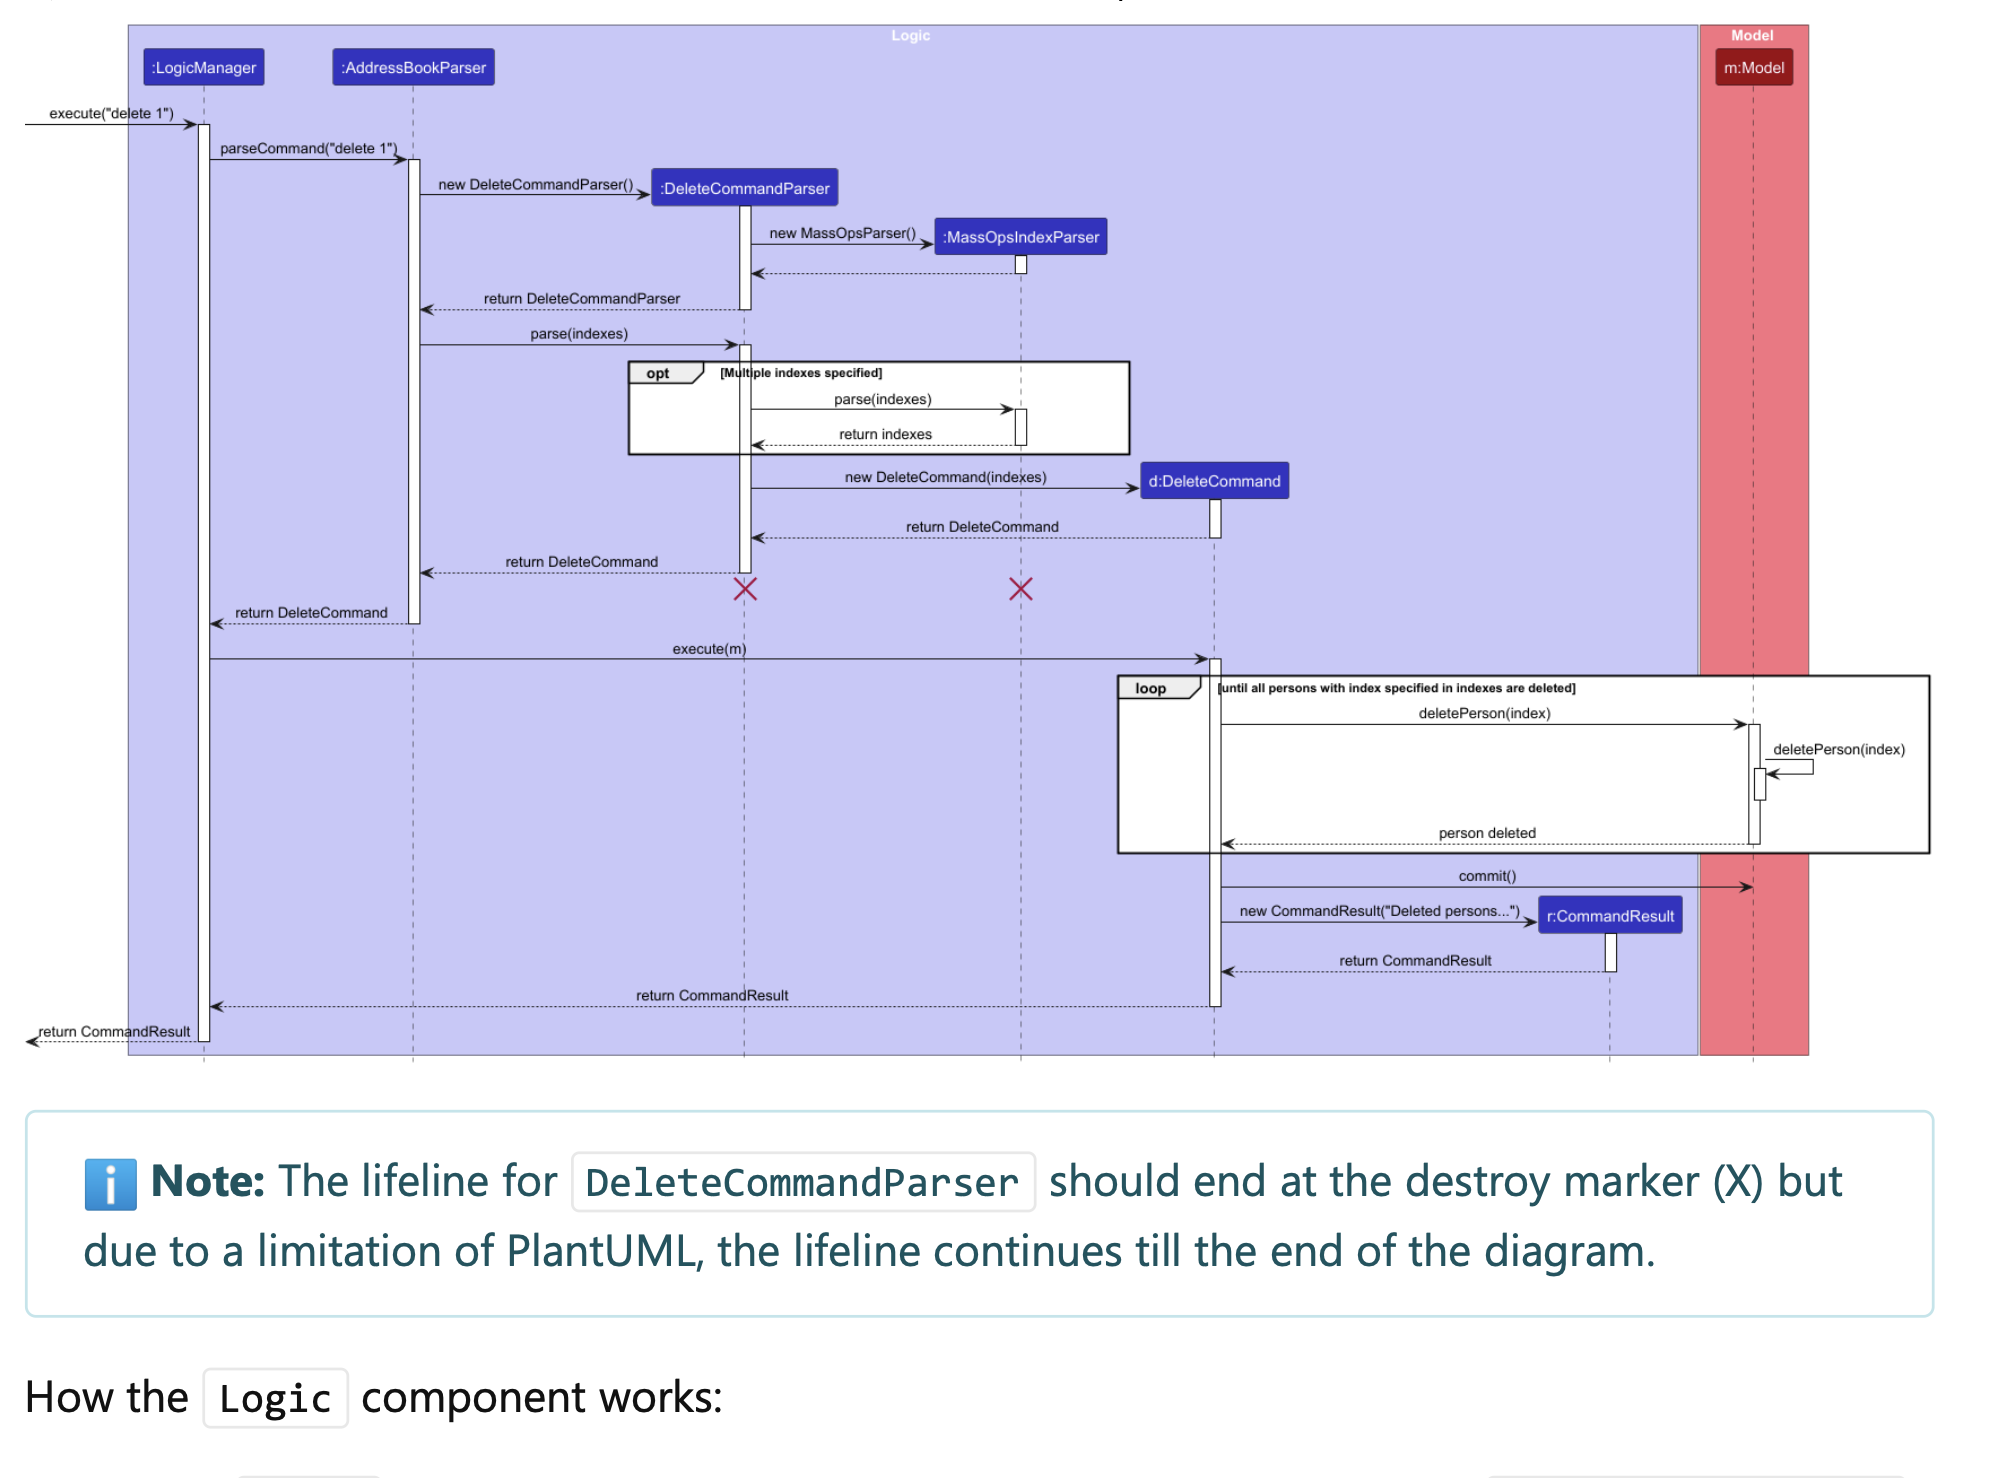 Logic
Model
:LogicManager
:AddressBookParser
m:Model
execute("delete 1")
parseCommand("delete 1")
new DeleteCommandParser()
:DeleteCommandParser
new MassOpsParser()
:MassOpsIndexParser
return DeleteCommandParser
parse(indexes)
opt
[Multiple indexes specified]
parse(indexes)
return indexes
new DeleteCommand(indexes)
d:DeleteCommand
return DeleteCommand
return DeleteCommand
return DeleteCommand
execute(m)
loop
[until all persons with index specified in indexes are deleted]
deletePerson(index)
deletePerson(index)
person deleted
commit()
new CommandResult("Deleted persons...")
r:CommandResult
return CommandResult
return CommandResult
return CommandResult
Note: The lifeline for DeleteCommandParser should end at the destroy marker (X) but
due to a limitation of PlantUML, the lifeline continues till the end of the diagram.
How the Logic component works: